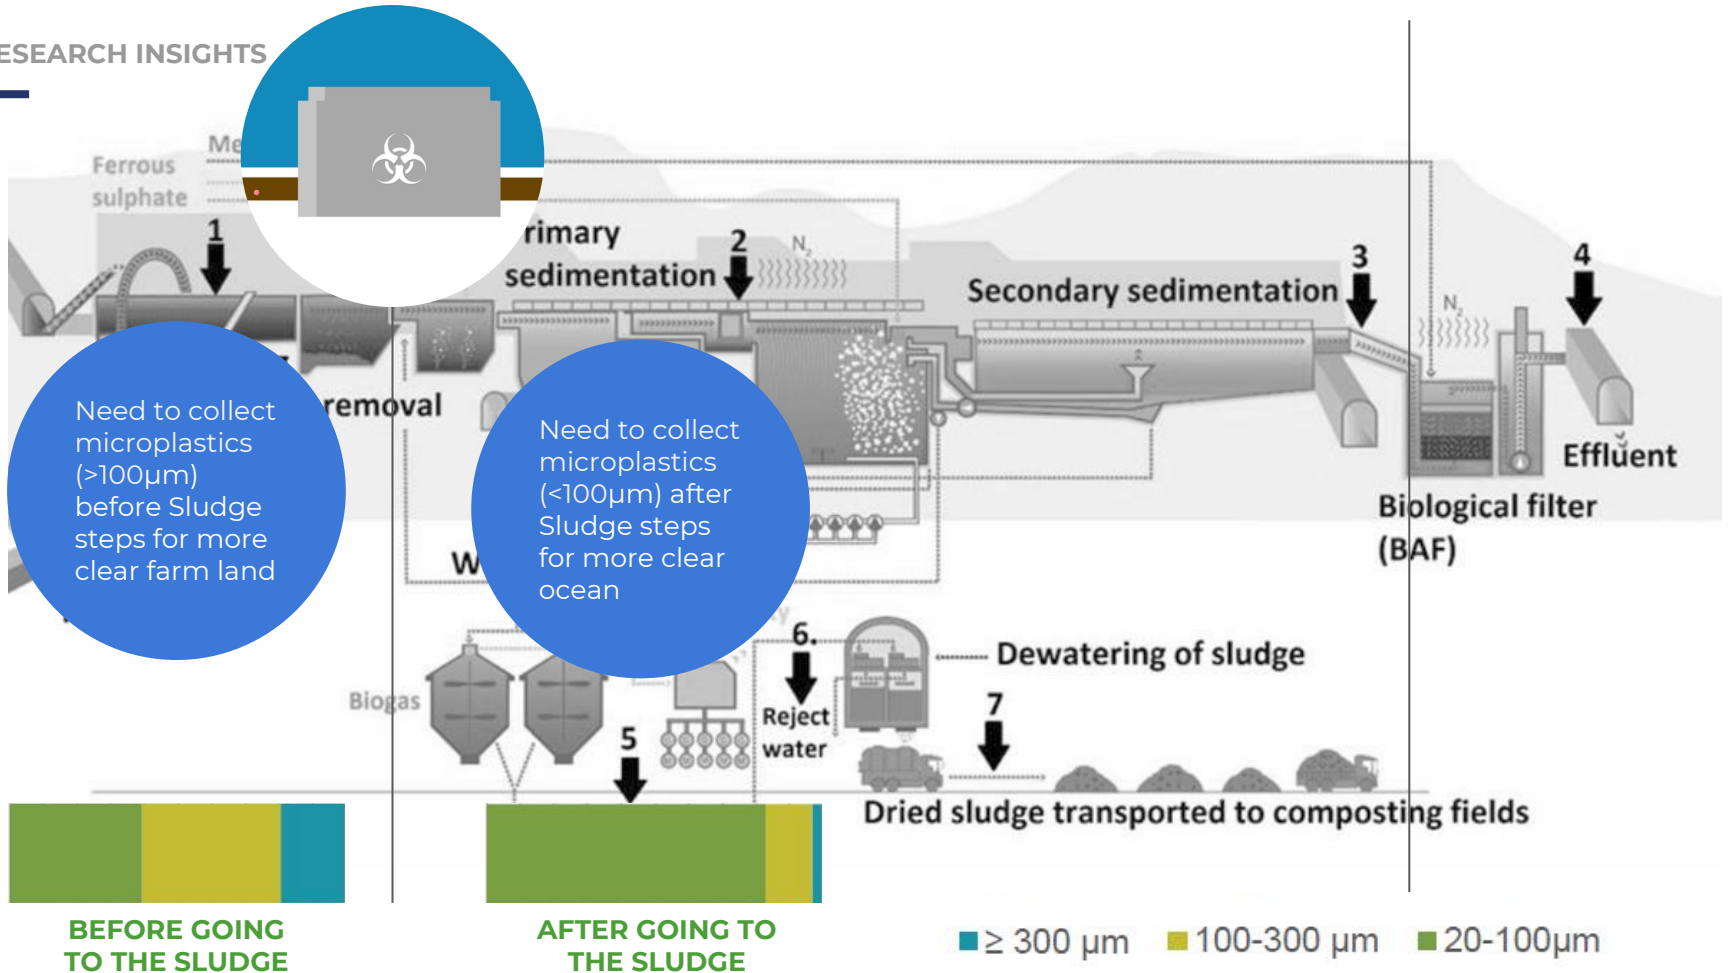 ESEARCH INSIGHTS
Ferrous
sulphate
1
rimary
sedimentation
2
N2
Secondary sedimentation
3
4
N2
removal
Need to collect
microplastics
(>100µm)
before Sludge
steps for more
clear farm land
Need to collect
microplastics
(<100µm) after
Sludge steps
for more clear
ocean
Effluent
Biological filter
(BAF)
Biogas
5
6.
Reject
water
Dewatering of sludge
7
Dried sludge transported to composting fields
BEFORE GOING
TO THE SLUDGE
AFTER GOING TO
THE SLUDGE
≥ 300 µm
100-300 µm
20-100µm